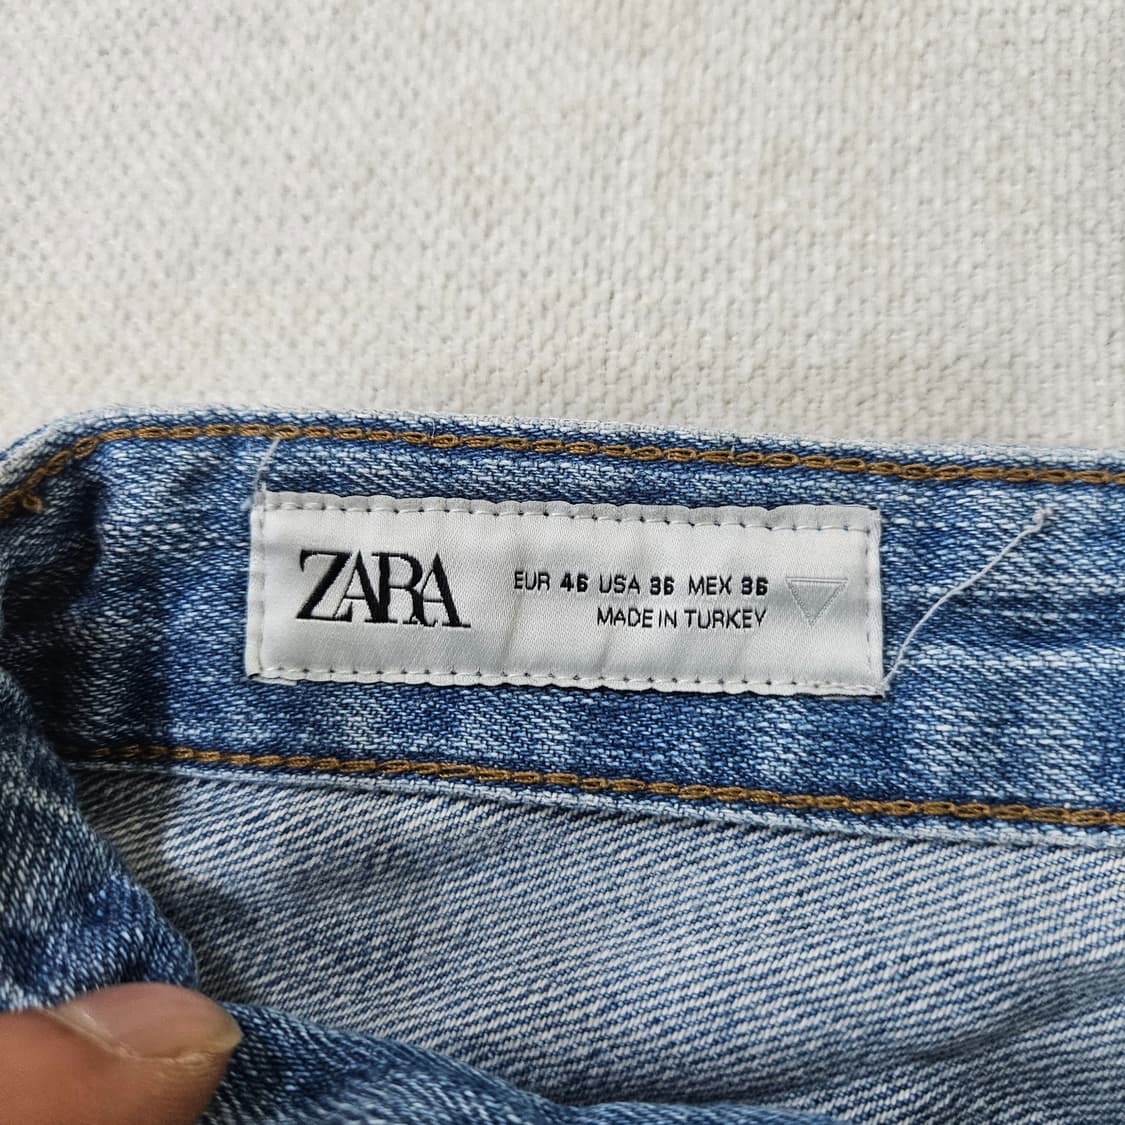 ZARA
EUR 46 USA 36 MEX 36
MADE IN TURKEY